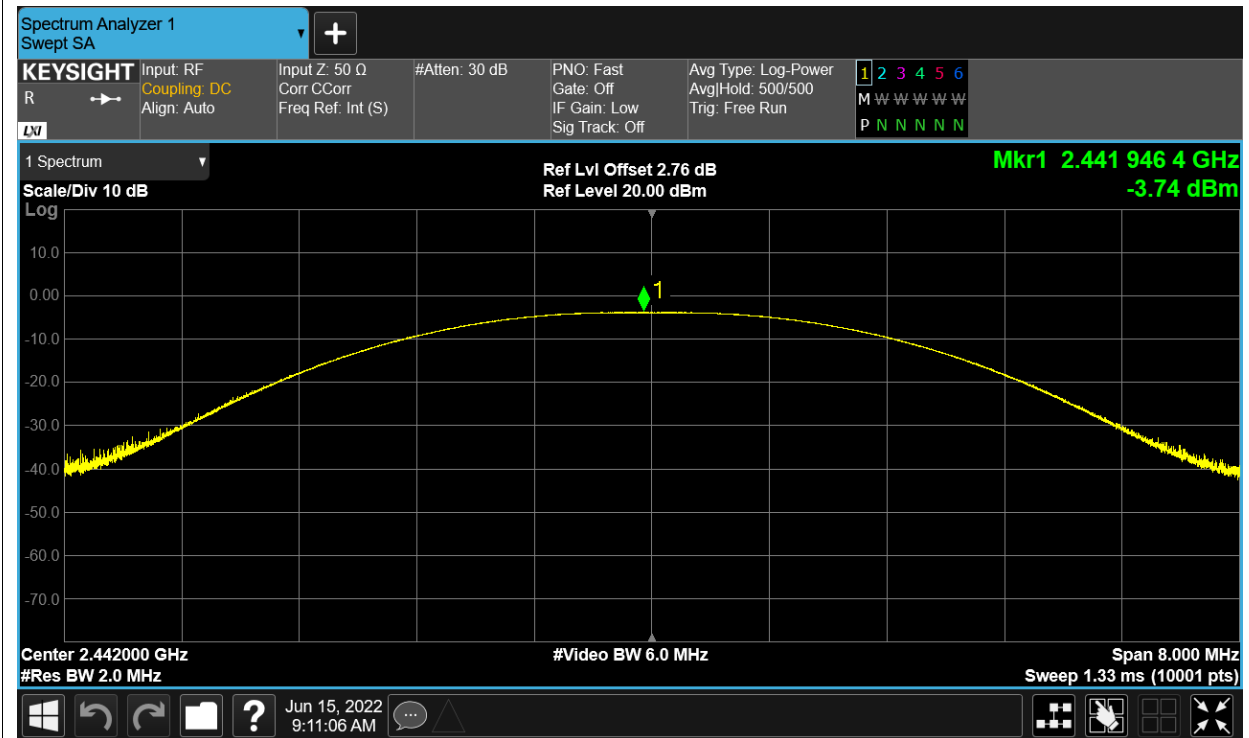 Spectrum Analyzer 1
Swept SA
+
KEYSIGHT
R
LXI
Input: RF
Coupling: DC
Align: Auto
Input Z: 50 Ω
Corr CCorr
Freq Ref: Int (S)
#Atten: 30 dB
PNO: Fast
Gate: Off
IF Gain: Low
Sig Track: Off
Avg Type: Log-Power
Avg|Hold: 500/500
Trig: Free Run
1 2 3 4 5 6
M W W W W W
P N N N N N
1 Spectrum
Scale/Div 10 dB
Log
Ref Lvl Offset 2.76 dB
Ref Level 20.00 dBm
Mkr1 2.441 946 4 GHz
-3.74 dBm
10.0
0.00
-10.0
-20.0
-30.0
-40.0
-50.0
-60.0
-70.0
1
Center 2.442000 GHz
#Res BW 2.0 MHz
#Video BW 6.0 MHz
Span 8.000 MHz
Sweep 1.33 ms (10001 pts)
?
Jun 15, 2022
9:11:06 AM